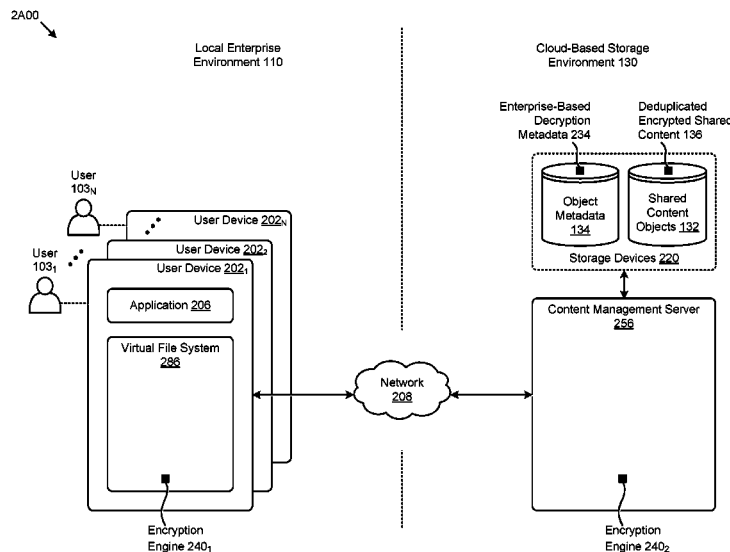 2A00
Local Enterprise
Environment 110
Cloud-Based Storage
Environment 130
Enterprise-Based
Decryption
Metadata 234
Deduplicated
Encrypted Shared
Content 136
Object
Metadata
134
Shared
Content
Objects 132
Storage Devices 220
User
103N
User
1031
User Device 202N
User Device 2022
User Device 2021
Application 206
Virtual File System
286
Network
208
Content Management Server
256
Encryption
Engine 2401
Encryption
Engine 2402